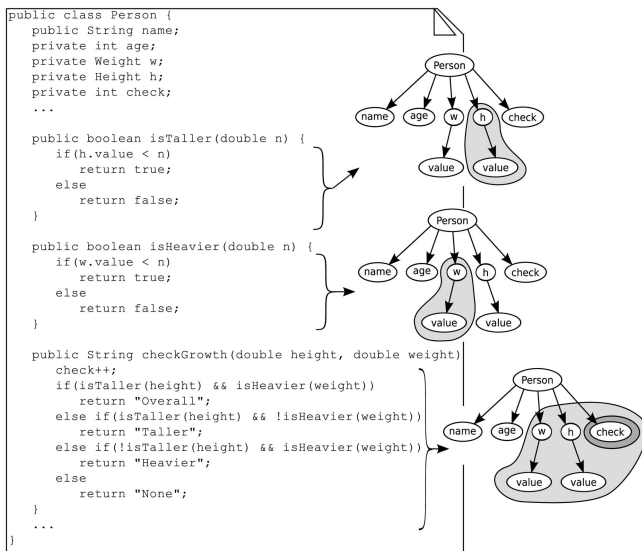 public class Person {
public String name;
private int age;
private Weight w;
private Height h;
private int check;
...
public boolean isTaller(double n) {
if(h.value < n)
return true;
else
return false;
}
public boolean isHeavier(double n) {
if(w.value < n)
return true;
else
return false;
}
public String checkGrowth(double height, double weight)
check++;
if(isTaller(height) && isHeavier(weight))
return "Overall";
else if(isTaller(height) && !isHeavier(weight))
return "Taller";
else if(!isTaller(height) && isHeavier(weight))
return "Heavier";
else
return "None";
}
...
}
Person
name age w h check
value value
Person
name age w h check
value value
Person
name age w h check
value value